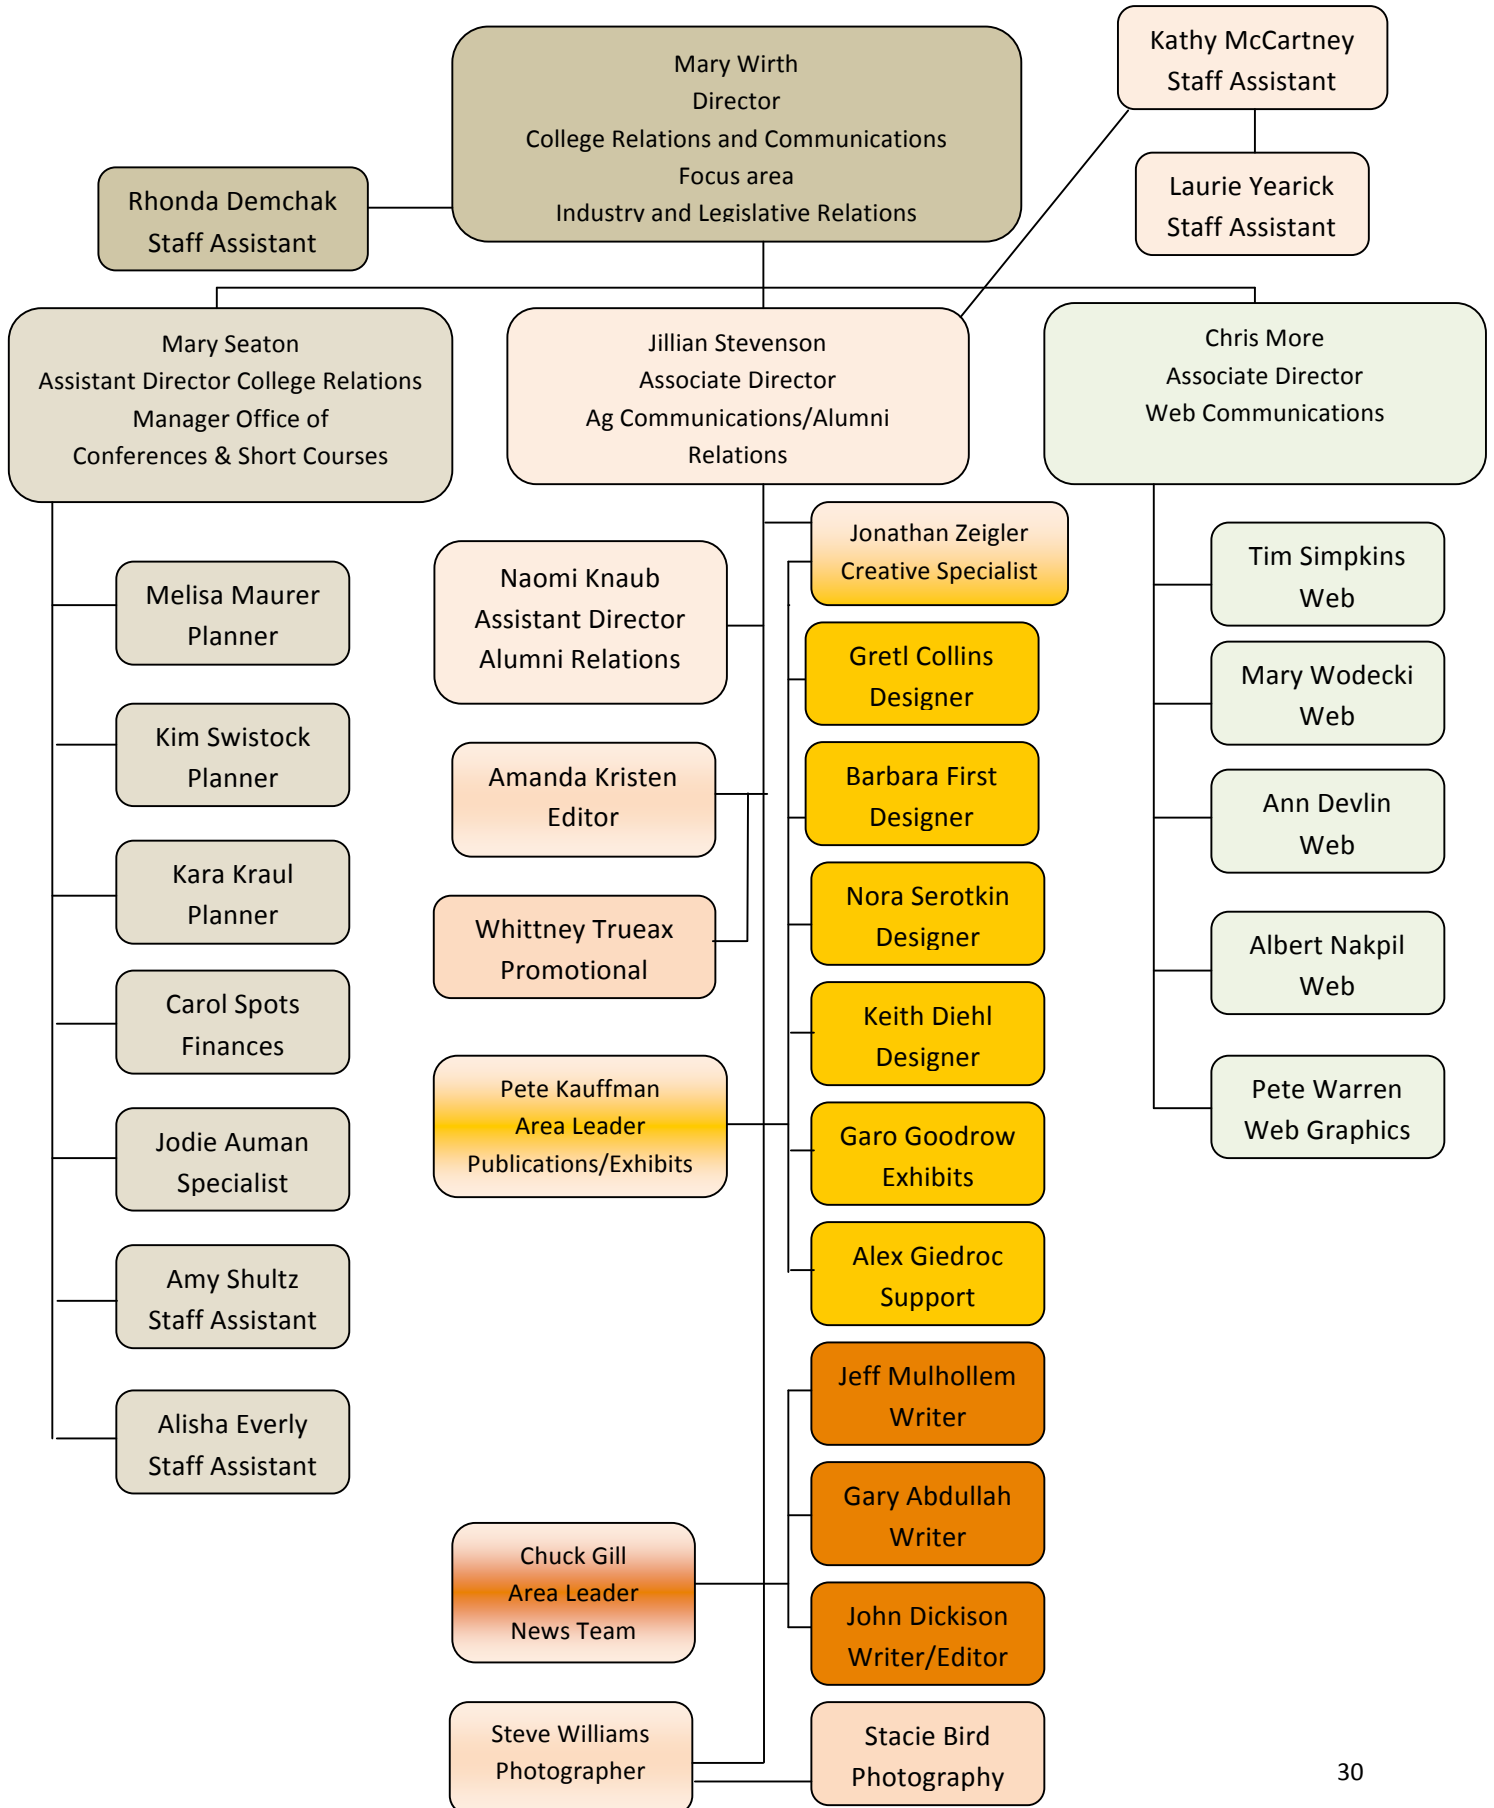 Mary Wirth
Director
College Relations and Communications
Focus area
Industry and Legislative Relations
Kathy McCartney
Staff Assistant
Rhonda Demchak
Staff Assistant
Laurie Yearick
Staff Assistant
Mary Seaton
Assistant Director College Relations
Manager Office of
Conferences & Short Courses
Jillian Stevenson
Associate Director
Ag Communications/Alumni
Relations
Chris More
Associate Director
Web Communications
Melisa Maurer
Planner
Kim Swistock
Planner
Kara Kraul
Planner
Carol Spots
Finances
Jodie Auman
Specialist
Amy Shultz
Staff Assistant
Alisha Everly
Staff Assistant
Naomi Knaub
Assistant Director
Alumni Relations
Amanda Kristen
Editor
Whittney Trueax
Promotional
Pete Kauffman
Area Leader
Publications/Exhibits
Chuck Gill
Area Leader
News Team
Steve Williams
Photographer
Jonathan Zeigler
Creative Specialist
Gretl Collins
Designer
Barbara First
Designer
Nora Serotkin
Designer
Keith Diehl
Designer
Garo Goodrow
Exhibits
Alex Giedroc
Support
Jeff Mulhollem
Writer
Gary Abdullah
Writer
John Dickison
Writer/Editor
Stacie Bird
Photography
Tim Simpkins
Web
Mary Wodecki
Web
Ann Devlin
Web
Albert Nakpil
Web
Pete Warren
Web Graphics
30